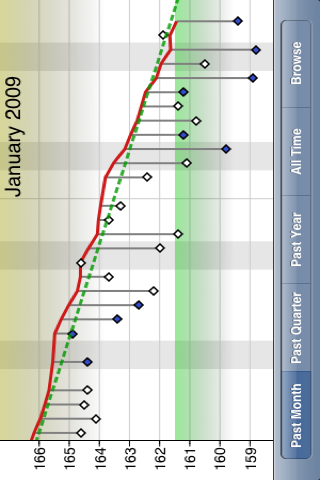 January 2009
166
165
164
163
162
161
160
159
Past Month
Past Quarter
Past Year
All Time
Browse